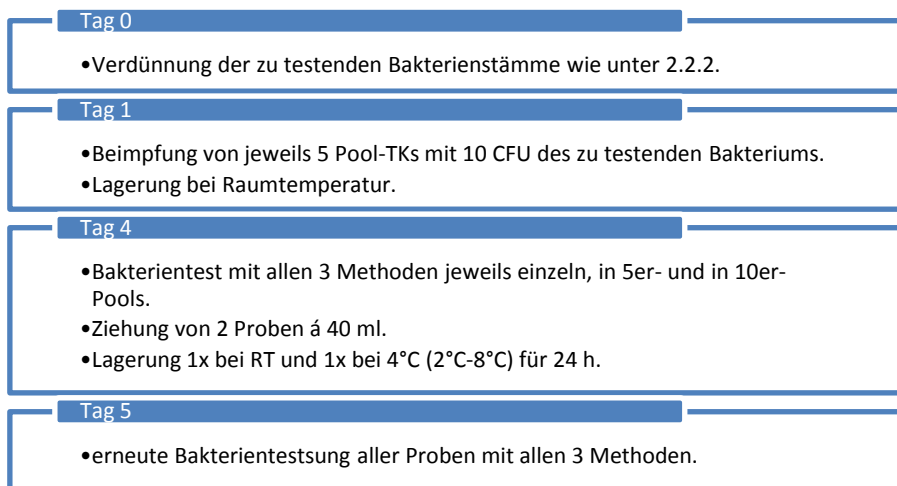 Tag 0
•Verdünnung der zu testenden Bakterienstämme wie unter 2.2.2.
Tag 1
•Beimpfung von jeweils 5 Pool-TKs mit 10 CFU des zu testenden Bakteriums.
•Lagerung bei Raumtemperatur.
Tag 4
•Bakterientest mit allen 3 Methoden jeweils einzeln, in 5er- und in 10er-
Pools.
•Ziehung von 2 Proben á 40 ml.
•Lagerung 1x bei RT und 1x bei 4°C (2°C-8°C) für 24 h.
Tag 5
•erneute Bakterientestsung aller Proben mit allen 3 Methoden.